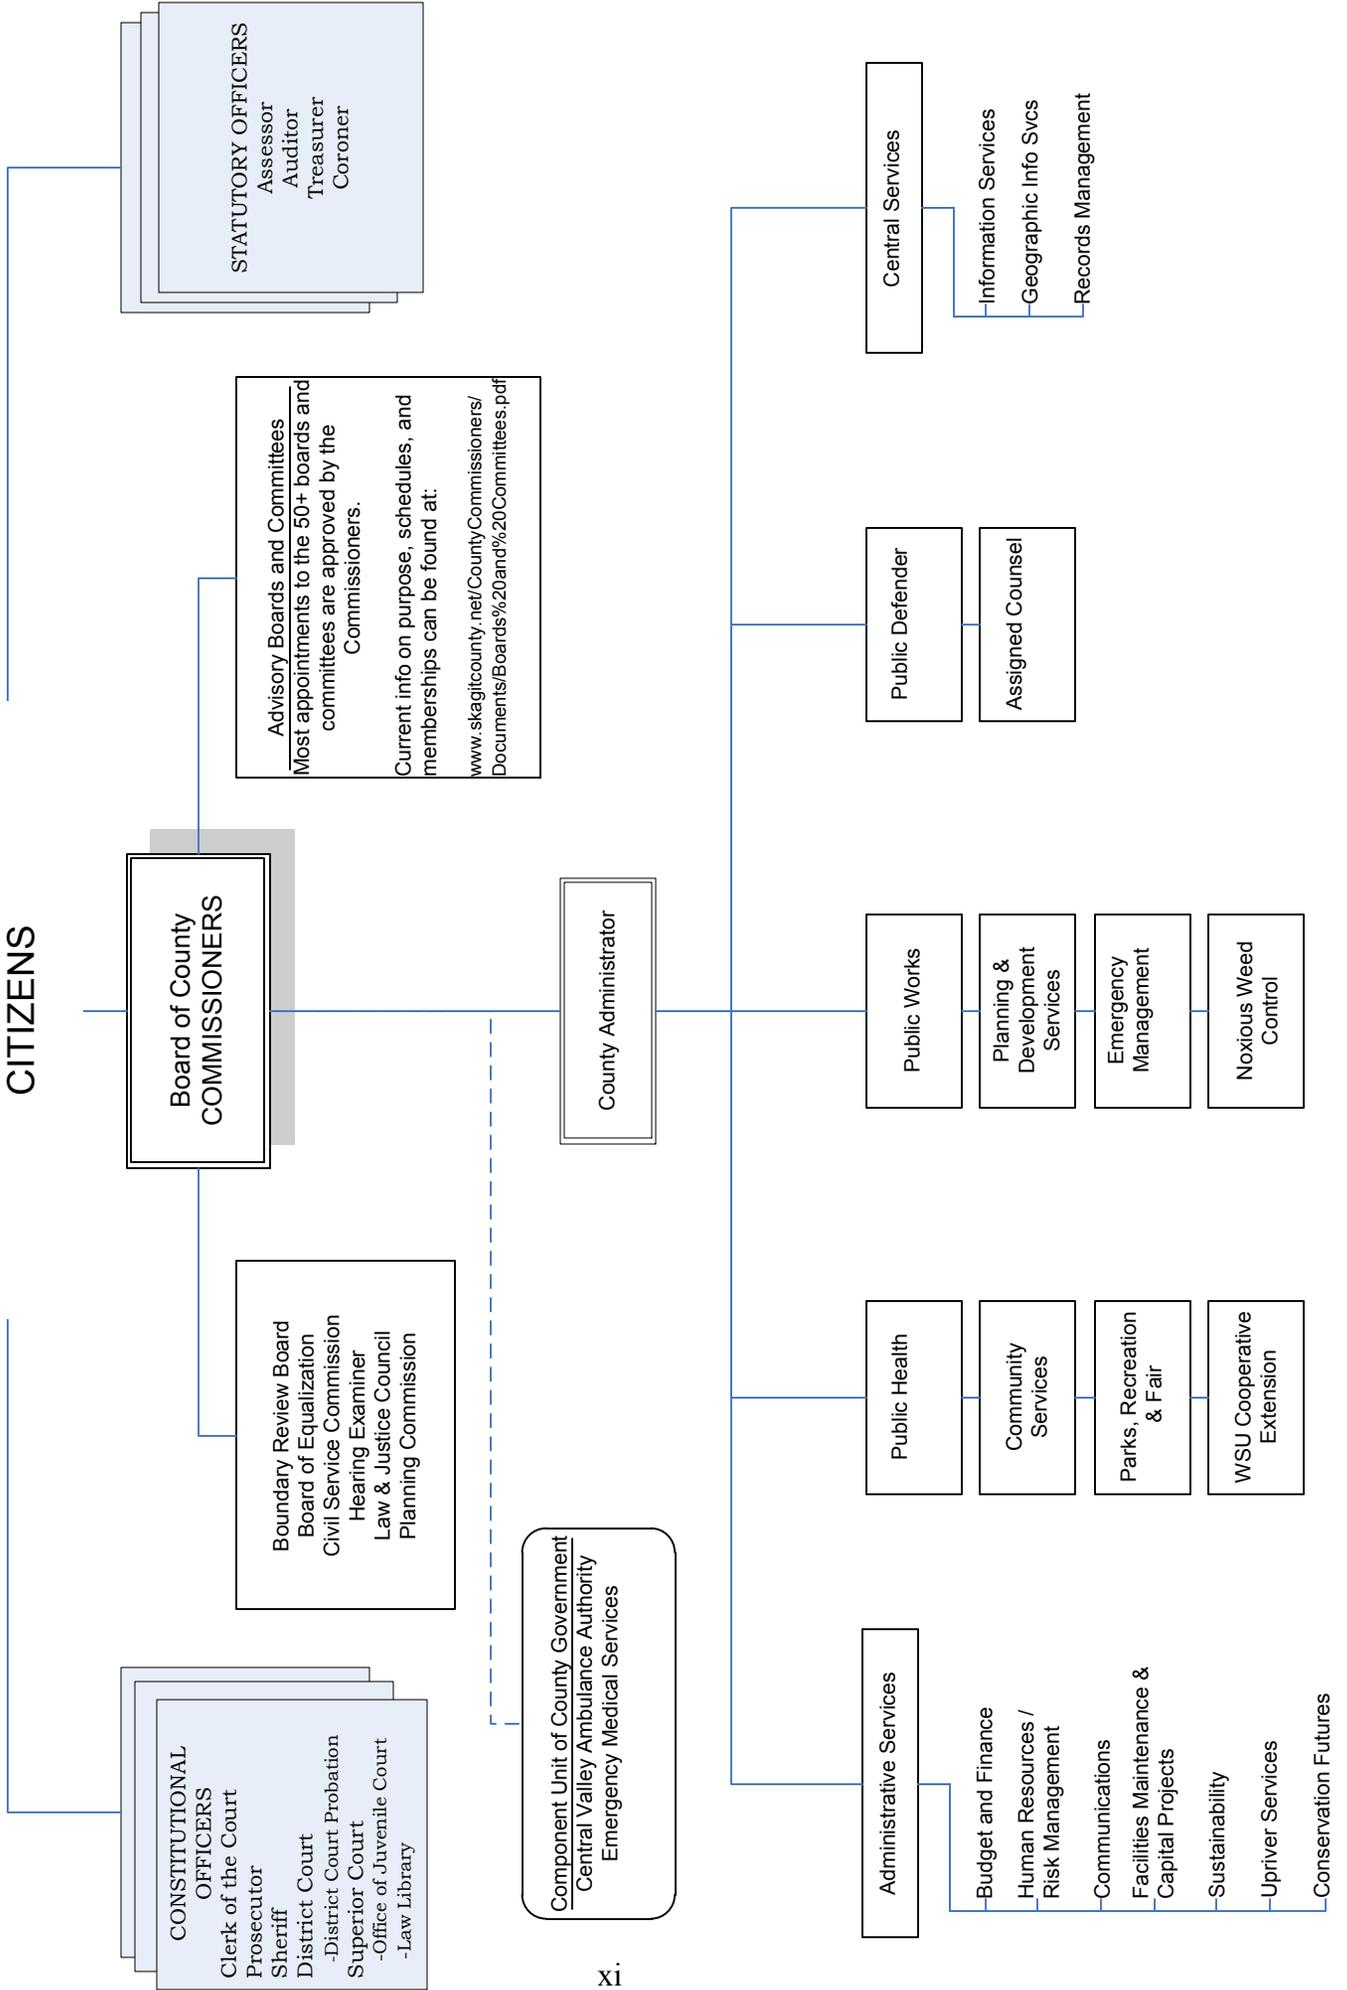 CITIZENS
CONSTITUTIONAL
OFFICERS
Clerk of the Court
Prosecutor
Sheriff
District Court
-District Court Probation
Superior Court
-Office of Juvenile Court
-Law Library
Boundary Review Board
Board of Equalization
Civil Service Commission
Hearing Examiner
Law & Justice Council
Planning Commission
Board of County
COMMISSIONERS
Advisory Boards and Committees
Most appointments to the 50+ boards and
committees are approved by the
Commissioners.
Current info on purpose, schedules, and
memberships can be found at:
www.skagitcounty.net/CountyCommissioners/
Documents/Boards%20and%20Committees.pdf
STATUTORY OFFICERS
Assessor
Auditor
Treasurer
Coroner
Component Unit of County Government
Central Valley Ambulance Authority
Emergency Medical Services
County Administrator
Administrative Services
Budget and Finance
Human Resources /
Risk Management
Communications
Facilities Maintenance &
Capital Projects
Sustainability
Upriver Services
Conservation Futures
Public Health
Community
Services
Parks, Recreation
& Fair
WSU Cooperative
Extension
Public Works
Planning &
Development
Services
Emergency
Management
Noxious Weed
Control
Public Defender
Assigned Counsel
Central Services
Information Services
Geographic Info Svcs
Records Management
xi